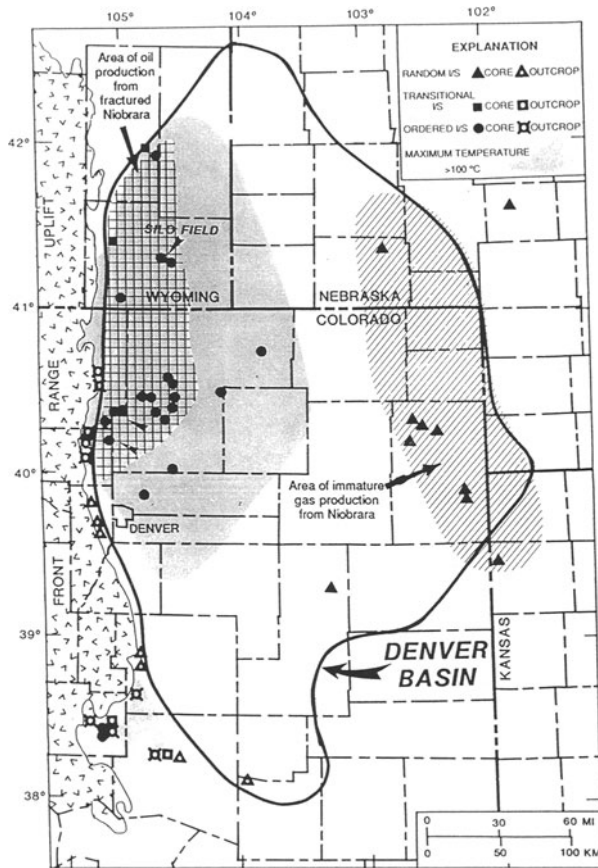 105° 104° 103° 102°
EXPLANATION
RANDOM I/S CORE OUTCROP
TRANSITIONAL
I/S CORE OUTCROP
ORDERED I/S CORE OUTCROP
MAXIMUM TEMPERATURE
>100 °C
Area of oil
production
from
fractured
Niobrara
42°
UPLIFT
SILO FIELD
WYOMING
NEBRASKA
41°
COLORADO
RANGE
40°
Area of immature
gas production
from Niobrara
DENVER
FRONT
39°
DENVER
BASIN
KANSAS
38°
0 30 60 MI
0 50 100 KM